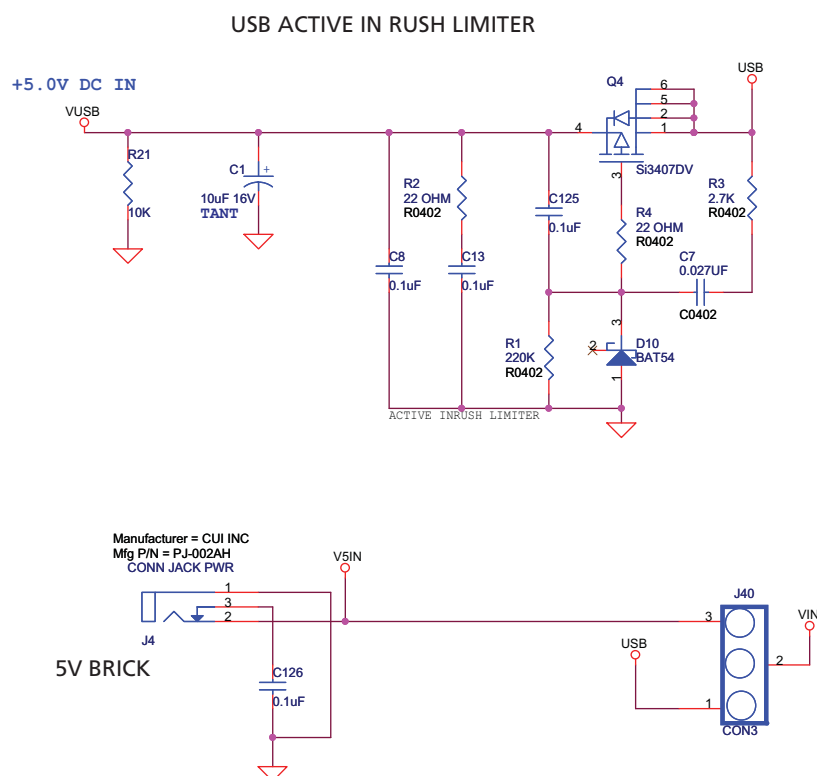 USB ACTIVE IN RUSH LIMITER
+5.0V DC IN
VUSB
USB
Q4
4
6
5
2
1
3
Si3407DV
R21
10K
C1
+
10uF 16V
TANT
R2
22 OHM
R0402
C125
0.1uF
R4
22 OHM
R0402
R3
2.7K
R0402
C8
0.1uF
C13
0.1uF
C7
0.027UF
C0402
R1
220K
R0402
3
2
1
D10
BAT54
ACTIVE INRUSH LIMITER
Manufacturer = CUI INC
Mfg P/N = PJ-002AH
CONN JACK PWR
1
3
2
J4
5V BRICK
C126
0.1uF
V5IN
J40
3
2
1
VIN
USB
CON3